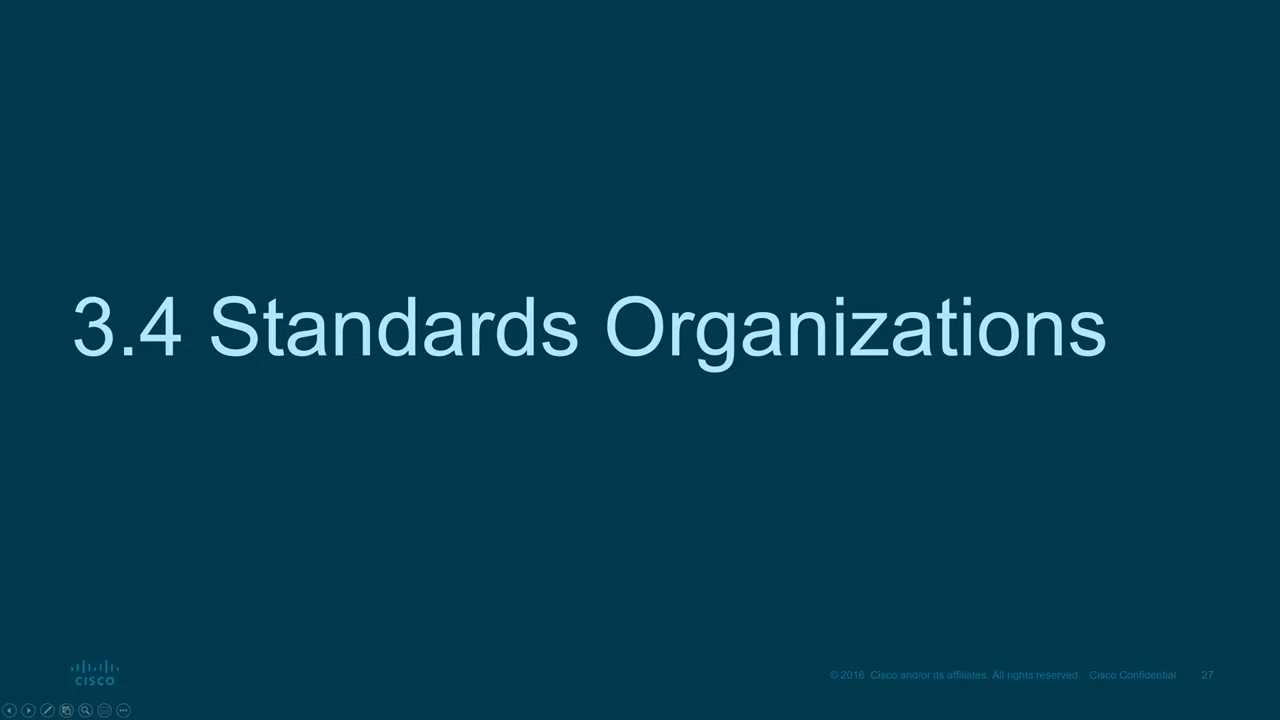 3.4 Standards Organizations
CISCO
© 2016 Cisco and/or its affiliates. All rights reserved. Cisco Confidential 27